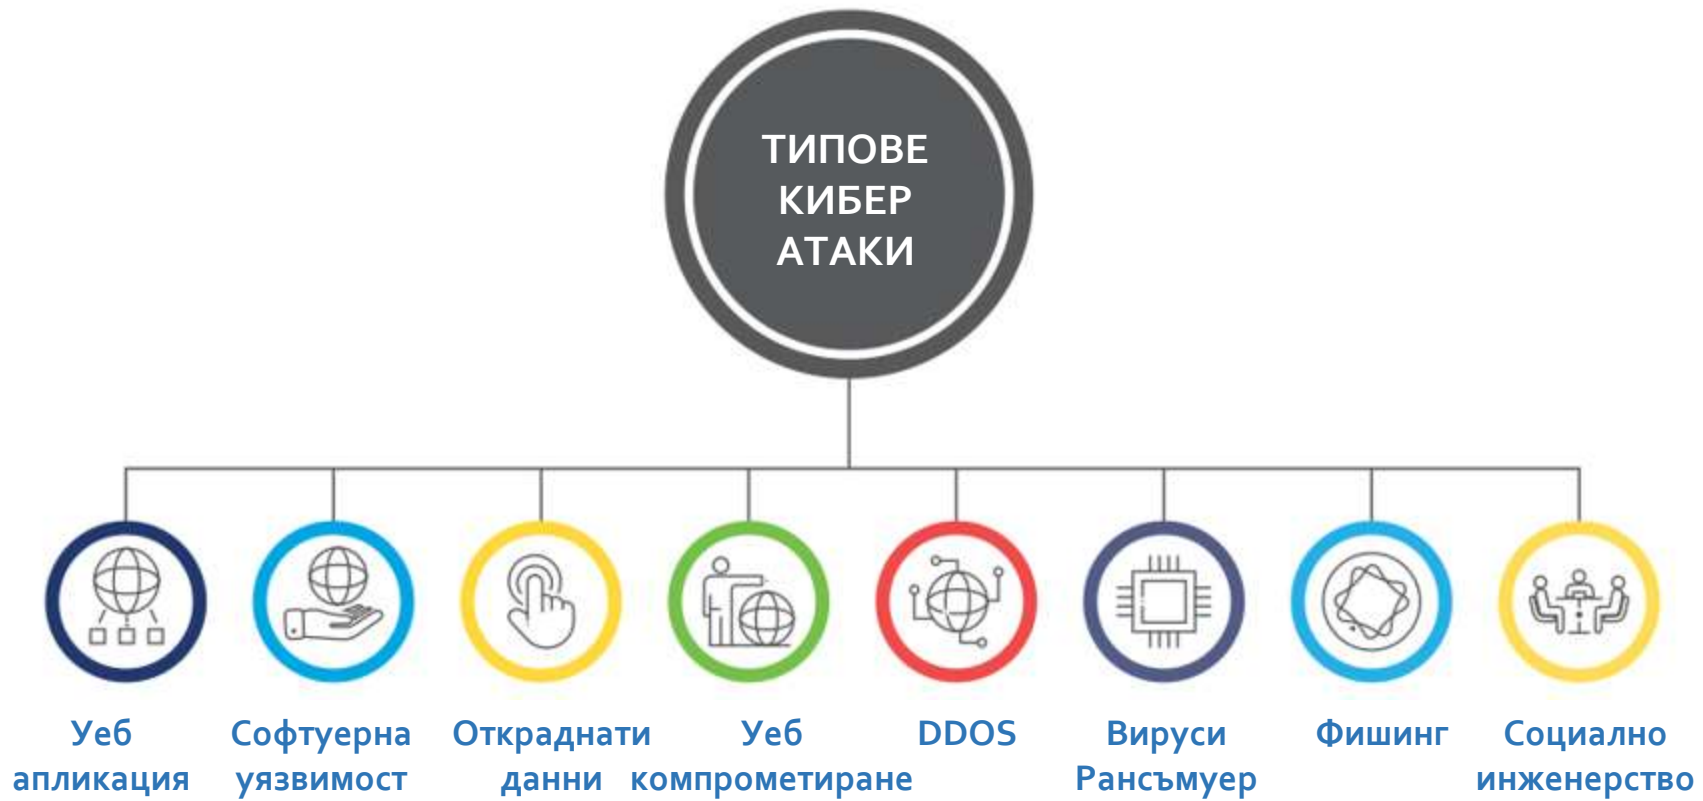 ТИПОВЕ
КИБЕР
АТАКИ
Уеб
апликация
Софтуерна
уязвимост
Откраднати
данни
Уеб
компрометиране
DDOS
Вируси
Рансъмуер
Фишинг
Социално
инженерство